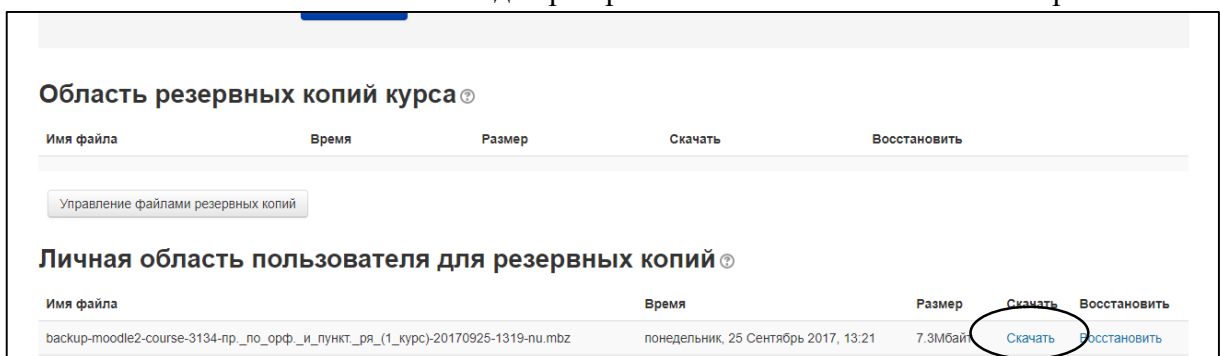 Область резервных копий курса
Имя файла Время Размер Скачать Восстановить
Управление файлами резервных копий
Личная область пользователя для резервных копий
Имя файла Время Размер Скачать Восстановить
backup-moodle2-course-3134-пр._по_орф._и_пункт._ря_(1_курс)-20170925-1319-nu.mbz понедельник, 25 Сентябрь 2017, 13:21 7.3Мбайт Скачать Восстановить